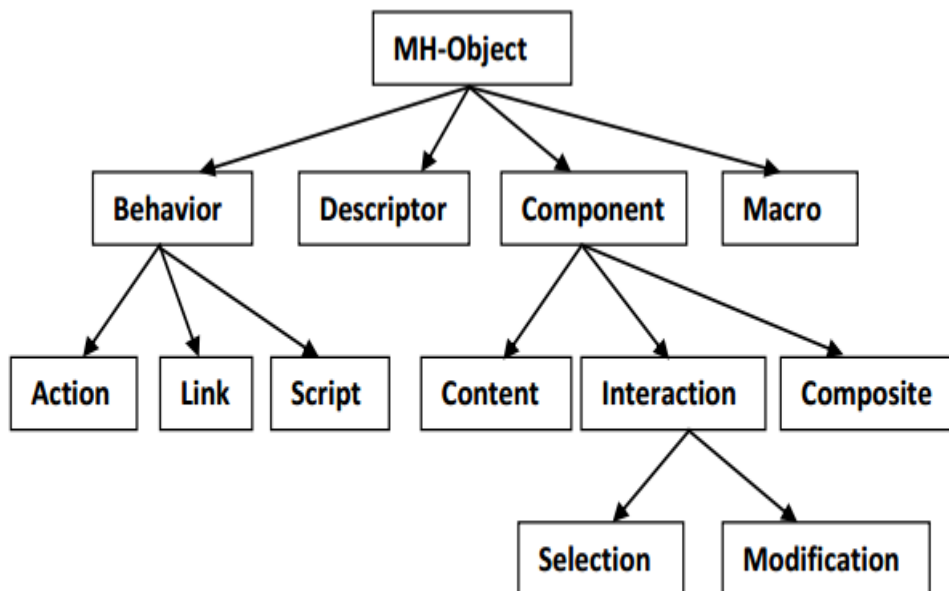 MH-Object
Behavior
Descriptor
Component
Macro
Action
Link
Script
Content
Interaction
Composite
Selection
Modification